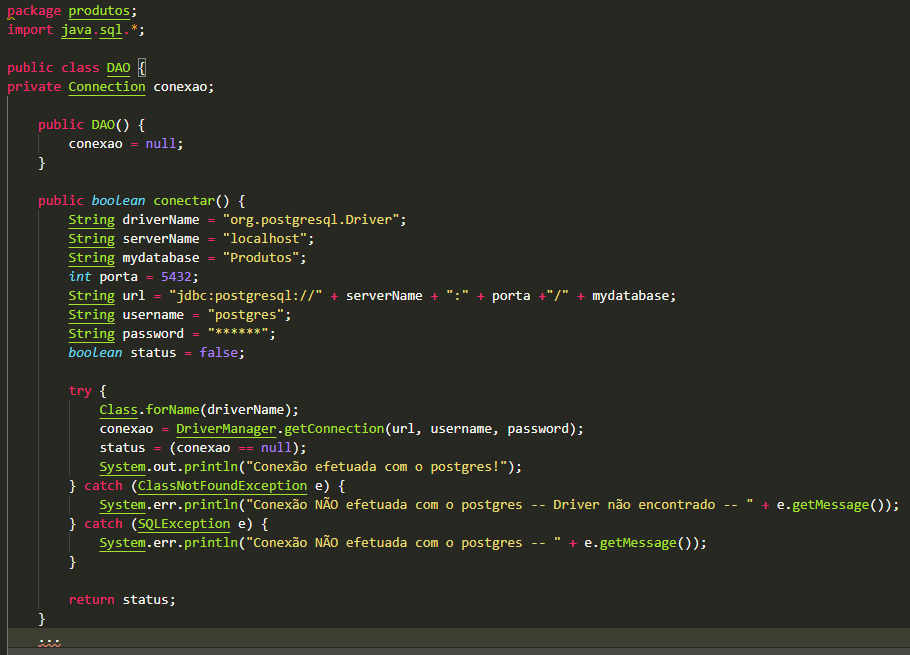 package produtos;
import java.sql.*;
public class DAO {
private Connection conexao;
public DAO() {
conexao = null;
}
public boolean conectar() {
String driverName = "org.postgresql.Driver";
String serverName = "localhost";
String mydatabase = "Produtos";
int porta = 5432;
String url = "jdbc:postgresql://" + serverName + ":" + porta +"/" + mydatabase;
String username = "postgres";
String password = "******";
boolean status = false;
try {
Class.forName(driverName);
conexao = DriverManager.getConnection(url, username, password);
status = (conexao == null);
System.out.println("Conexão efetuada com o postgres!");
} catch (ClassNotFoundException e) {
System.err.println("Conexão NÃO efetuada com o postgres -- Driver não encontrado -- " + e.getMessage());
} catch (SQLException e) {
System.err.println("Conexão NÃO efetuada com o postgres -- " + e.getMessage());
}
return status;
}
...